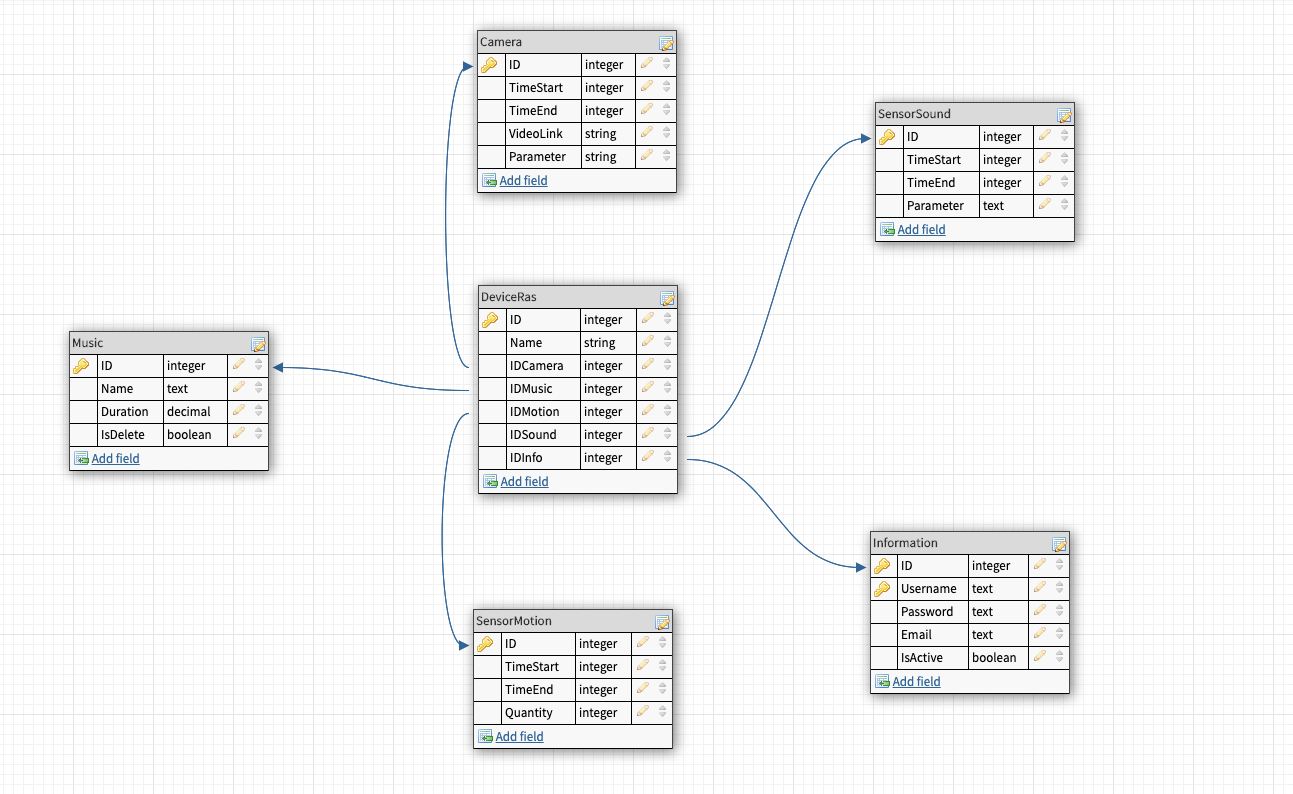 Camera
ID integer
TimeStart integer
TimeEnd integer
VideoLink string
Parameter string
Add field
SensorSound
ID integer
TimeStart integer
TimeEnd integer
Parameter text
Add field
DeviceRas
ID integer
Name string
IDCamera integer
IDMusic integer
IDMotion integer
IDSound integer
IDInfo integer
Add field
Music
ID integer
Name text
Duration decimal
IsDelete boolean
Add field
Information
ID integer
Username text
Password text
Email text
IsActive boolean
Add field
SensorMotion
ID integer
TimeStart integer
TimeEnd integer
Quantity integer
Add field